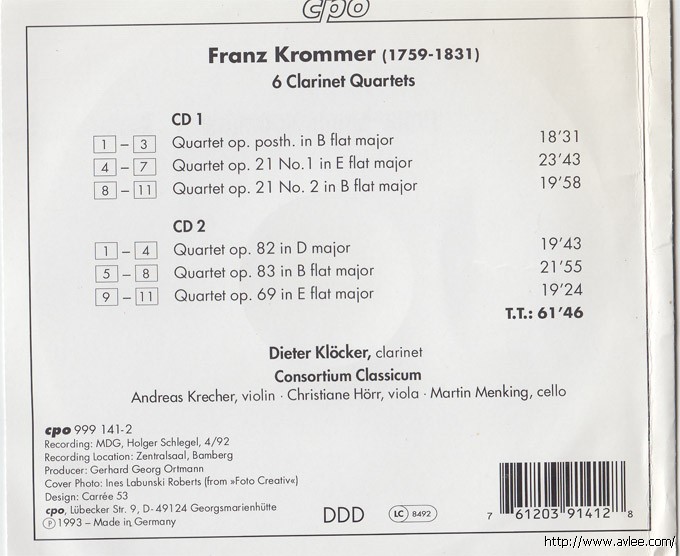 cpo
Franz Krommer (1759-1831)
6 Clarinet Quartets
CD 1
1 – 3 Quartet op. posth. in B flat major 18'31
4 – 7 Quartet op. 21 No.1 in E flat major 23'43
8 – 11 Quartet op. 21 No. 2 in B flat major 19'58
CD 2
1 – 4 Quartet op. 82 in D major 19'43
5 – 8 Quartet op. 83 in B flat major 21'55
9 – 11 Quartet op. 69 in E flat major 19'24
T.T.: 61'46
Dieter Klöcker, clarinet
Consortium Classicum
Andreas Krecher, violin · Christiane Hörr, viola · Martin Menking, cello
cpo 999 141-2
Recording: MDG, Holger Schlegel, 4/92
Recording Location: Zentralsaal, Bamberg
Producer: Gerhard Georg Ortmann
Cover Photo: Ines Labunski Roberts (from »Foto Creativ«)
Design: Carrèe 53
cpo, Lübecker Str. 9, D-49124 Georgsmarienhütte
Ⓟ 1993 – Made in Germany
DDD
LC 8492
7 61203 91412 8
http://www.avlee.com/